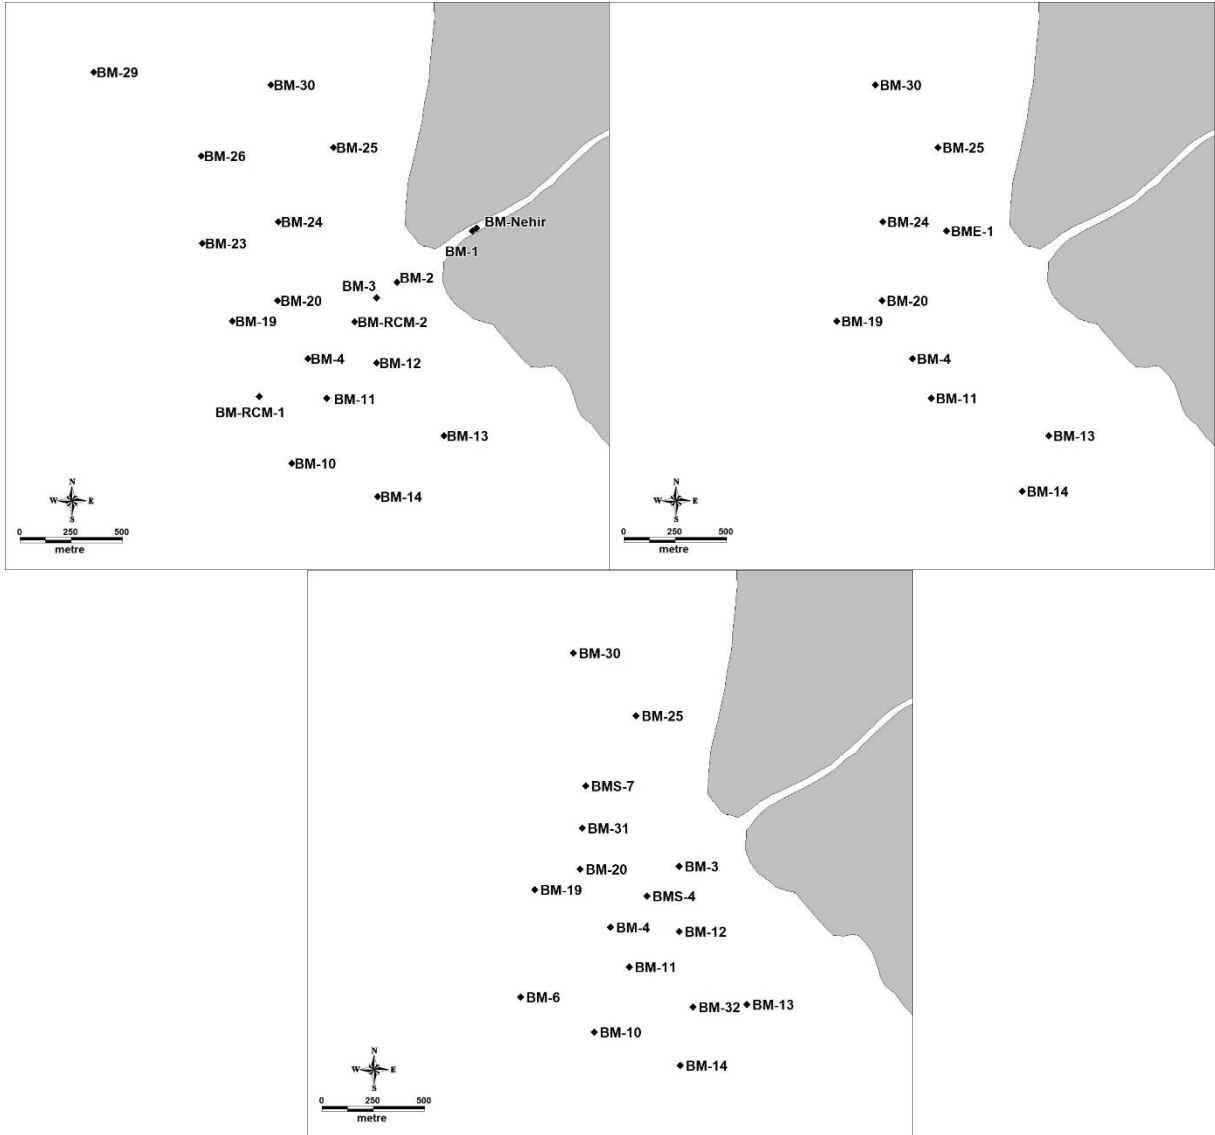 BM-29
BM-30
BM-25
BM-26
BM-24
BM-Nehir
BM-23
BM-1
BM-2
BM-3
BM-20
BM-19
BM-RCM-2
BM-4
BM-12
BM-11
BM-RCM-1
BM-13
BM-10
BM-14
N
W E
S
0 250 500
metre
BM-30
BM-25
BM-24
BME-1
BM-20
BM-19
BM-4
BM-11
BM-13
BM-14
N
W E
S
0 250 500
metre
BM-30
BM-25
BMS-7
BM-31
BM-20
BM-3
BM-19
BMS-4
BM-4
BM-12
BM-11
BM-6
BM-32
BM-13
BM-10
BM-14
N
W E
S
0 250 500
metre